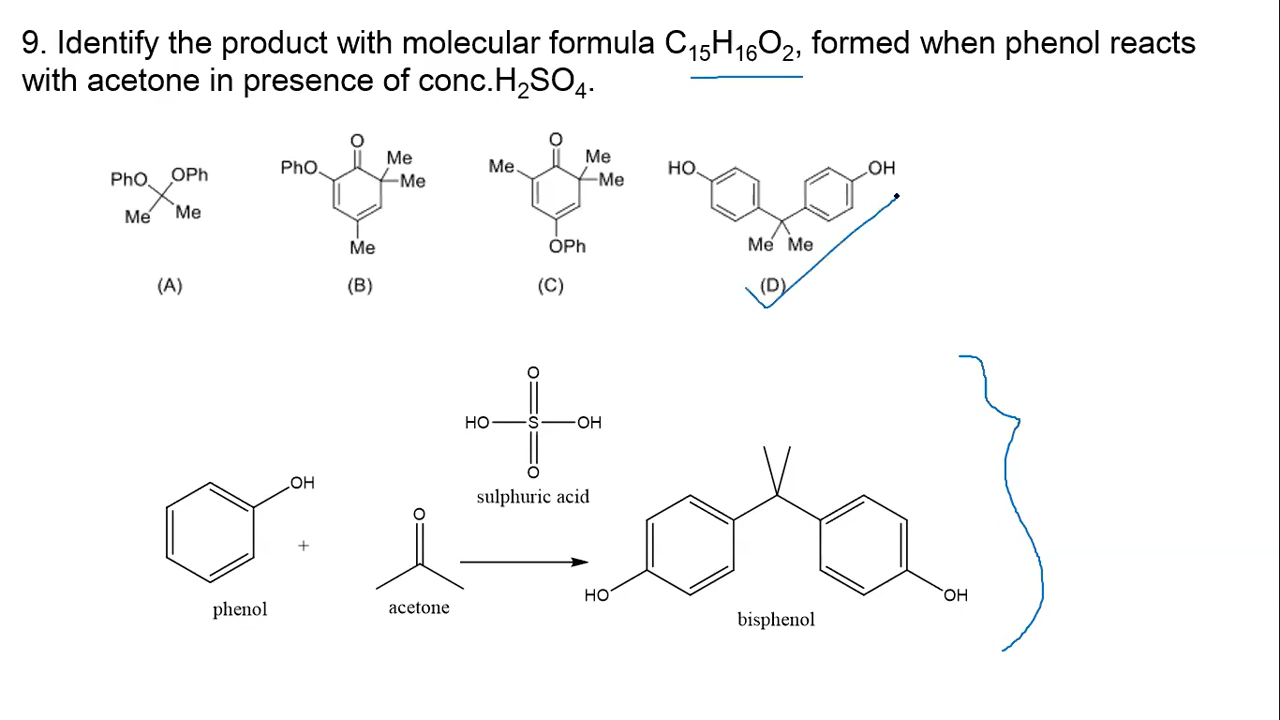 9. Identify the product with molecular formula C₁₅H₁₆O₂, formed when phenol reacts
with acetone in presence of conc.H₂SO₄.
O
O
PhO
Me
Me
HO
OH
PhO
OPh
Me
Me
Me
Me
Me
Me
Me
OPh
Me
Me
(A)
(B)
(C)
(D)
O
HO
S
OH
O
OH
sulphuric acid
O
+
HO
OH
phenol
acetone
bisphenol